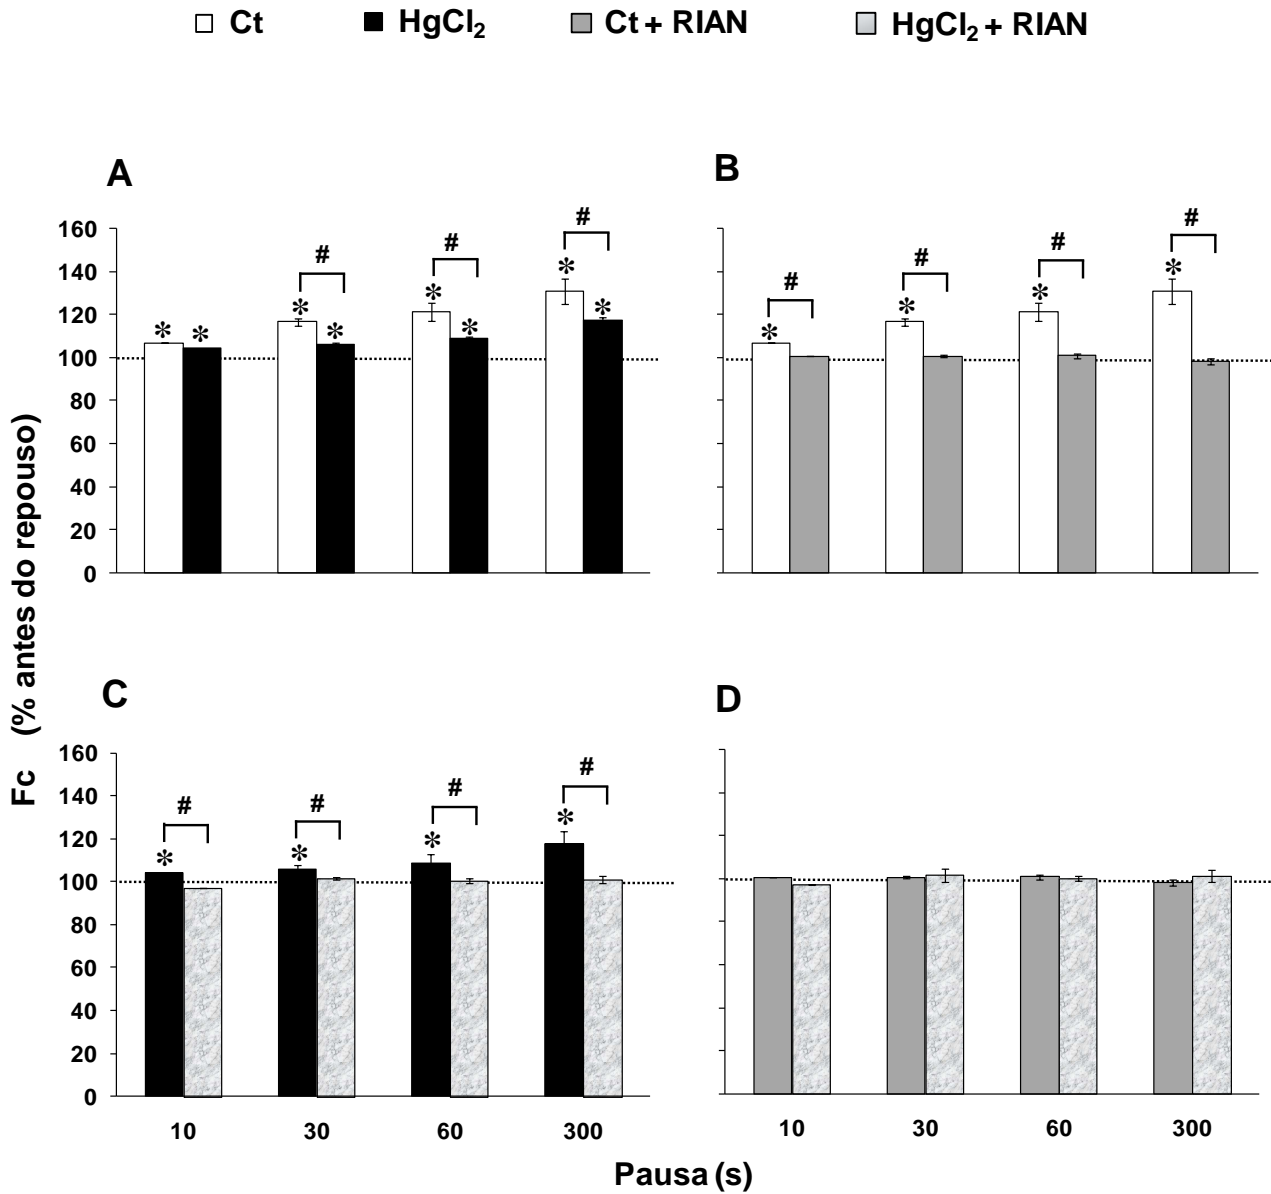 Ct HgCl₂ Ct + RIAN HgCl₂ + RIAN
A
B
160
140
120
100
80
60
40
20
0
# # #
* * * * * * * *
# # # #
* * * *
Fc (% antes do repouso)
C
D
160
140
120
100
80
60
40
20
0
# # # #
* * * *
10 30 60 300
10 30 60 300
Pausa (s)